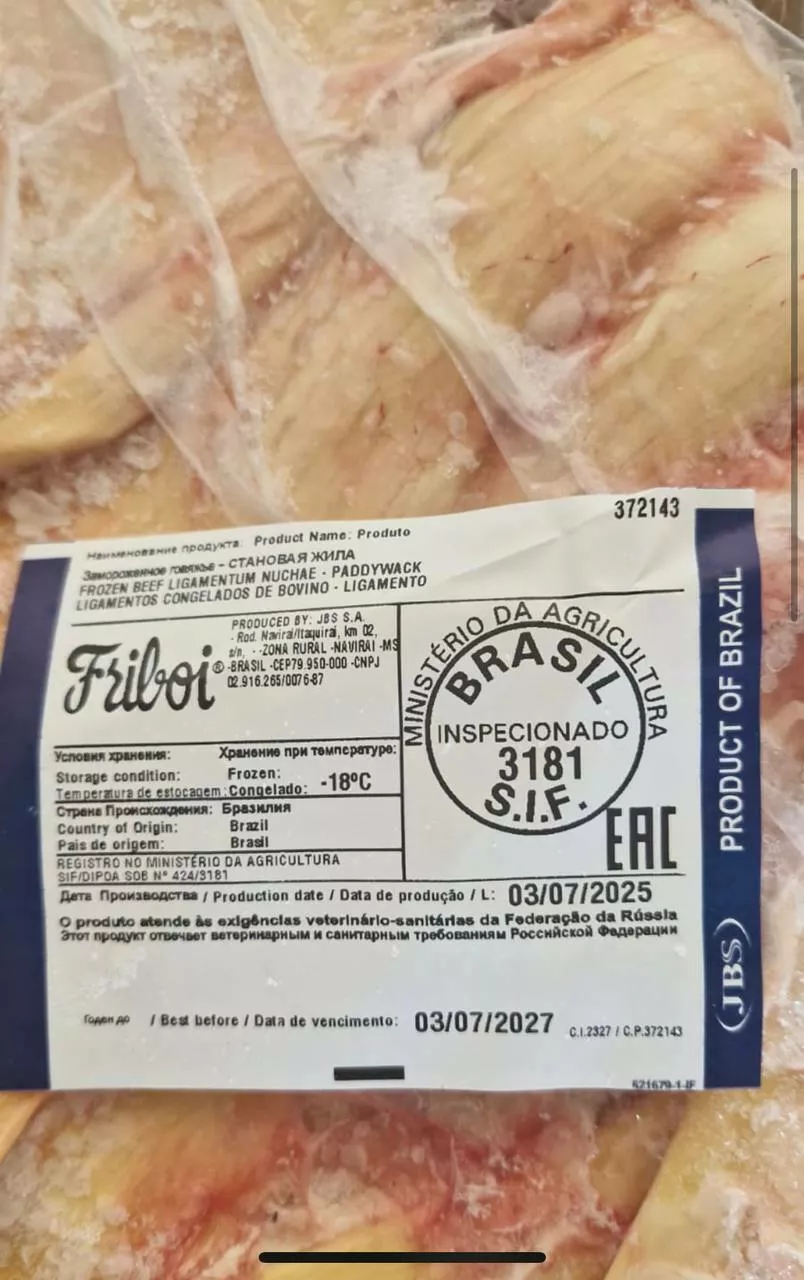 372143
Наименование продукта: Product Name: Produto
Замороженное говяжье - СТАНОВАЯ ЖИЛА
FROZEN BEEF LIGAMENTUM NUCHAE - PADDYWACK
LIGAMENTOS CONGELADOS DE BOVINO - LIGAMENTO
Friboi®
PRODUCED BY: JBS S.A.
- Rod. Naviraí/Itaquiraí, km 02,
s/n, - -ZONA RURAL -NAVIRAI -MS
-BRASIL -CEP79.950-000 -CNPJ
02.916.265/0076-87
MINISTÉRIO DA AGRICULTURA
BRASIL
INSPECIONADO
3181
S.I.F.
EAC
Условия хранения: Хранение при температуре:
Storage condition: Frozen: -18ºC
Temperatura de estocagem: Congelado:
Страна Происхождения: Бразилия
Country of Origin: Brazil
Pais de origem: Brasil
REGISTRO NO MINISTÉRIO DA AGRICULTURA
SIF/DIPOA SOB Nº 424/3181
Дата Производства / Production date / Data de produção / L: 03/07/2025
O produto atende às exigências veterinário-sanitárias da Federação da Rússia
Этот продукт отвечает ветеринарным и санитарным требованиям Российской Федерации
Годен до / Best before / Data de vencimento: 03/07/2027
C.I.2327 / C.P.372143
521679-1-IF
PRODUCT OF BRAZIL
JBS